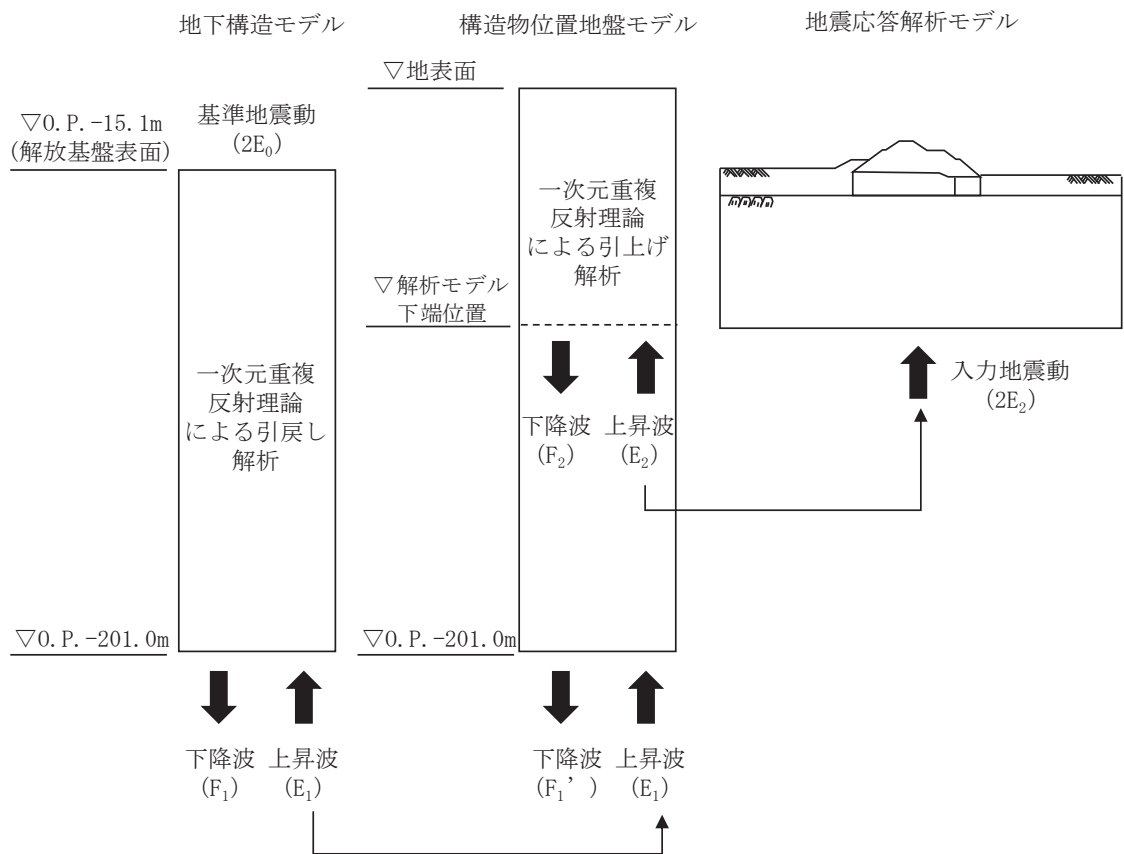 地下構造モデル
▽O.P.-15.1m
(解放基盤表面)
基準地震動
(2E₀)
一次元重複
反射理論
による引戻し
解析
▽O.P.-201.0m
下降波
(F₁)
上昇波
(E₁)
構造物位置地盤モデル
▽地表面
一次元重複
反射理論
による引上げ
解析
▽解析モデル
下端位置
下降波
(F₂)
上昇波
(E₂)
▽O.P.-201.0m
下降波
(F₁’)
上昇波
(E₁)
地震応答解析モデル
入力地震動
(2E₂)